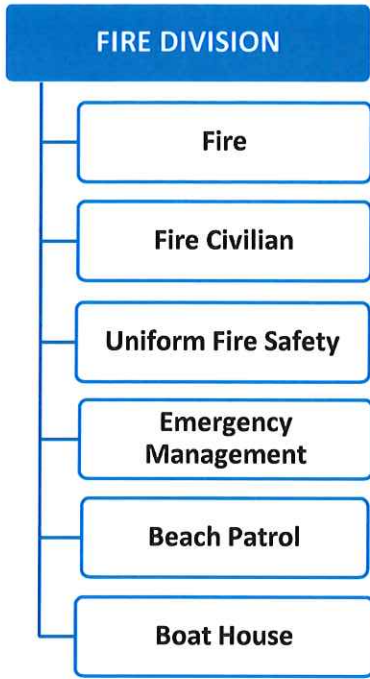 FIRE DIVISION
Fire
Fire Civilian
Uniform Fire Safety
Emergency
Management
Beach Patrol
Boat House